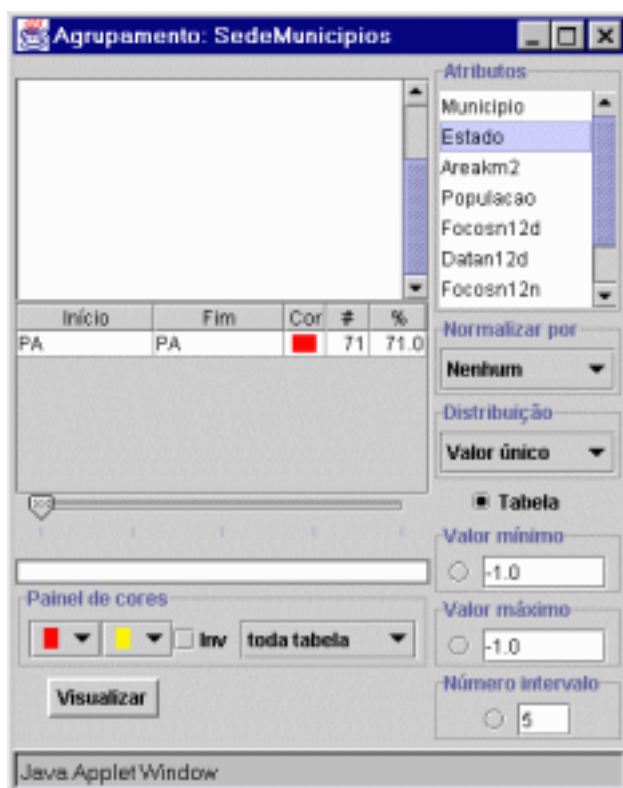 Agrupamento: SedeMunicipios
Atributos
Municipio
Estado
Areakm2
Populacao
Focosn12d
Datan12d
Focosn12n
Início Fim Cor # %
PA PA 71 71.0
Normalizar por
Nenhum
Distribuição
Valor único
Tabela
Valor mínimo
-1.0
Valor máximo
-1.0
Número intervalo
5
Painel de cores
Inv toda tabela
Visualizar
Java Applet Window